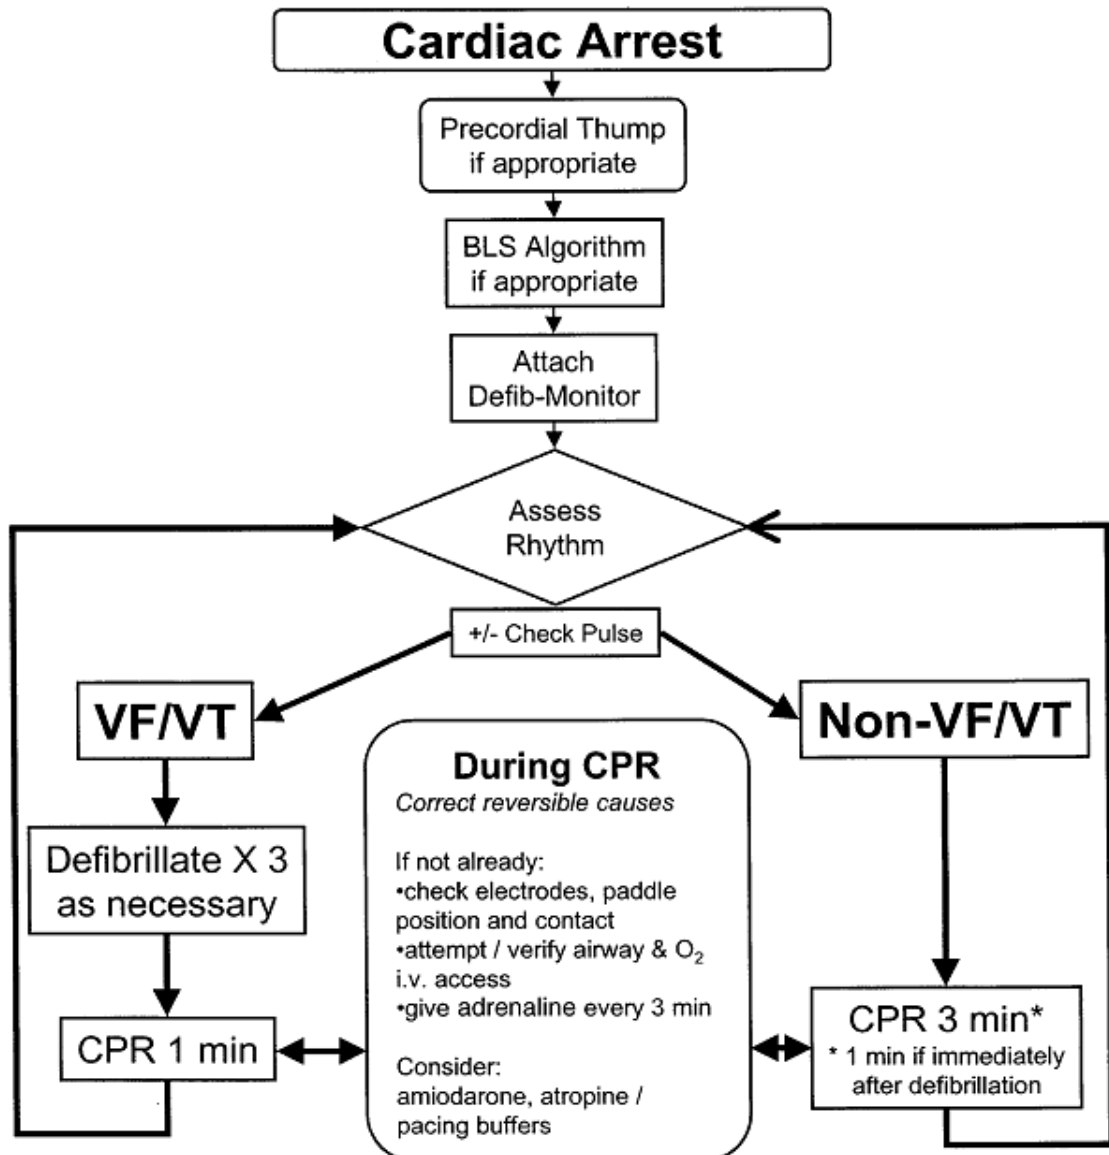 Cardiac Arrest
Precordial Thump
if appropriate
BLS Algorithm
if appropriate
Attach
Defib-Monitor
Assess
Rhythm
+/- Check Pulse
VF/VT
Non-VF/VT
Defibrillate X 3
as necessary
CPR 1 min
During CPR
Correct reversible causes
If not already:
•check electrodes, paddle
position and contact
•attempt / verify airway & O₂
i.v. access
•give adrenaline every 3 min
Consider:
amiodarone, atropine /
pacing buffers
CPR 3 min*
* 1 min if immediately
after defibrillation